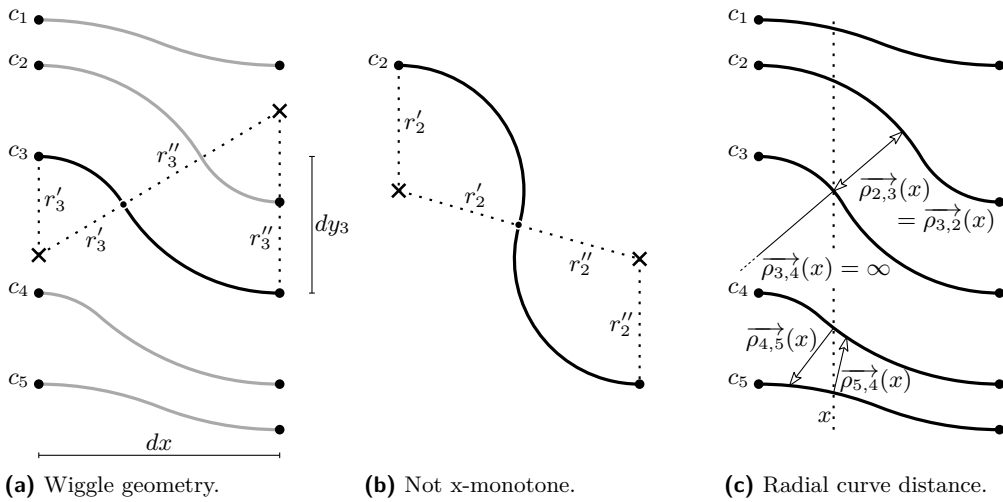 c₁
c₂
c₃
r′₃
r′₃
r″₃
r″₃
dy₃
c₄
c₅
dx
(a) Wiggle geometry.
c₂
r′₂
r′₂
r″₂
r″₂
(b) Not x-monotone.
c₁
c₂
c₃
ρ₂,₃⃗(x)
= ρ₃,₂⃗(x)
ρ₃,₄⃗(x) = ∞
c₄
ρ₄,₅⃗(x)
c₅
ρ₅,₄⃗(x)
x
(c) Radial curve distance.